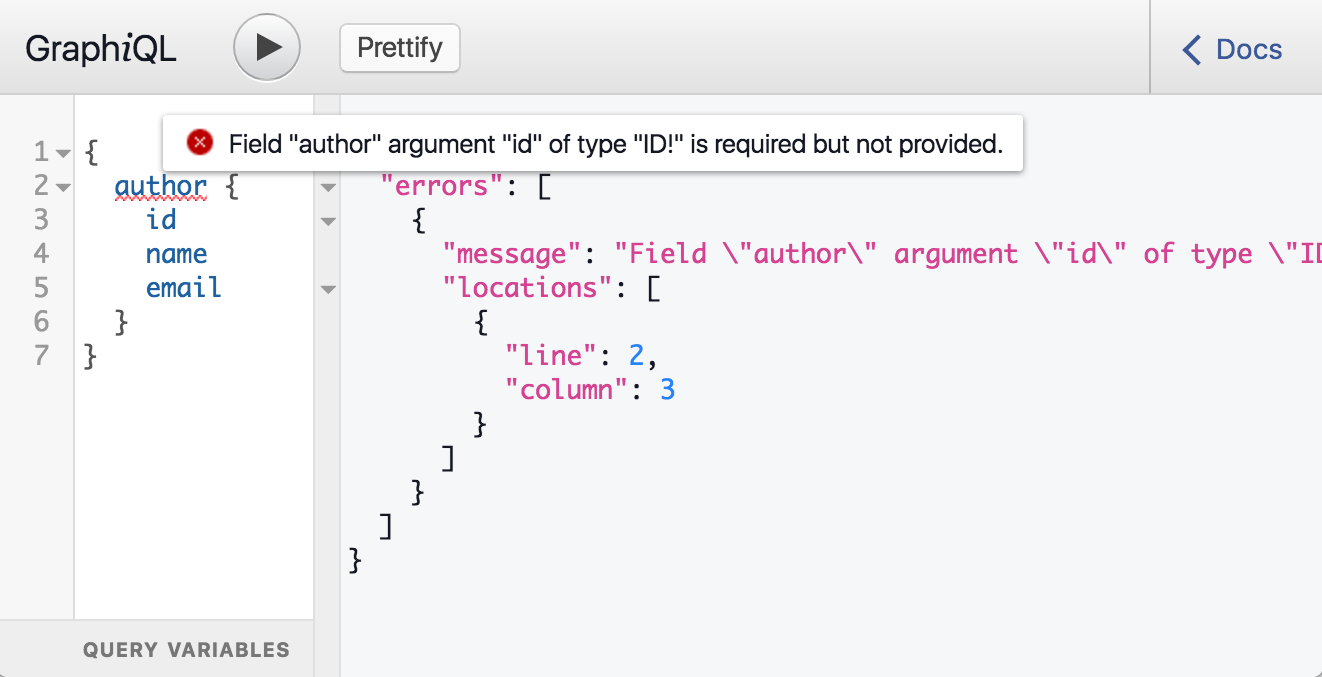 GraphiQL
Prettify
Docs
Field "author" argument "id" of type "ID!" is required but not provided.
1 {
2 author {
3 id
4 name
5 email
6 }
7 }
"errors": [
{
"message": "Field \"author\" argument \"id\" of type \"ID
"locations": [
{
"line": 2,
"column": 3
}
]
}
]
}
QUERY VARIABLES